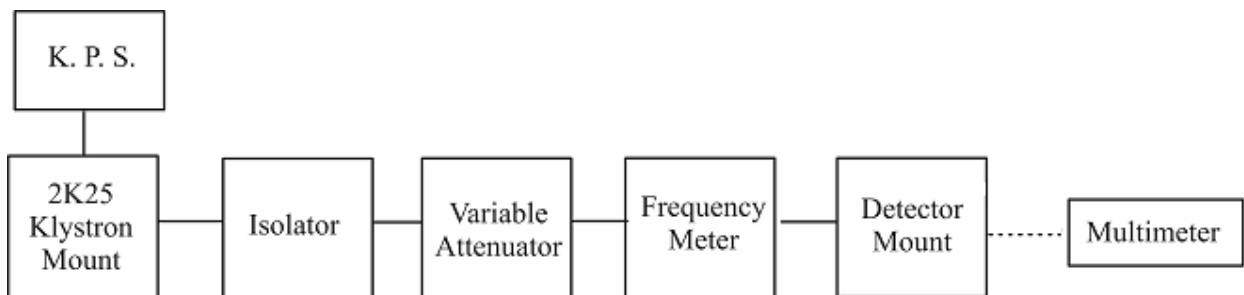 K. P. S.
2K25
Klystron
Mount
Isolator
Variable
Attenuator
Frequency
Meter
Detector
Mount
Multimeter